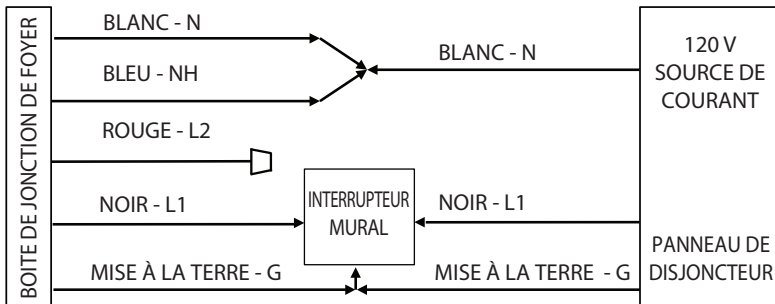 BOITE DE JONCTION DE FOYER
BLANC - N
BLEU - NH
ROUGE - L2
NOIR - L1
MISE À LA TERRE - G
INTERRUPTEUR
MURAL
BLANC - N
NOIR - L1
MISE À LA TERRE - G
120 V
SOURCE DE
COURANT
PANNEAU DE
DISJONCTEUR